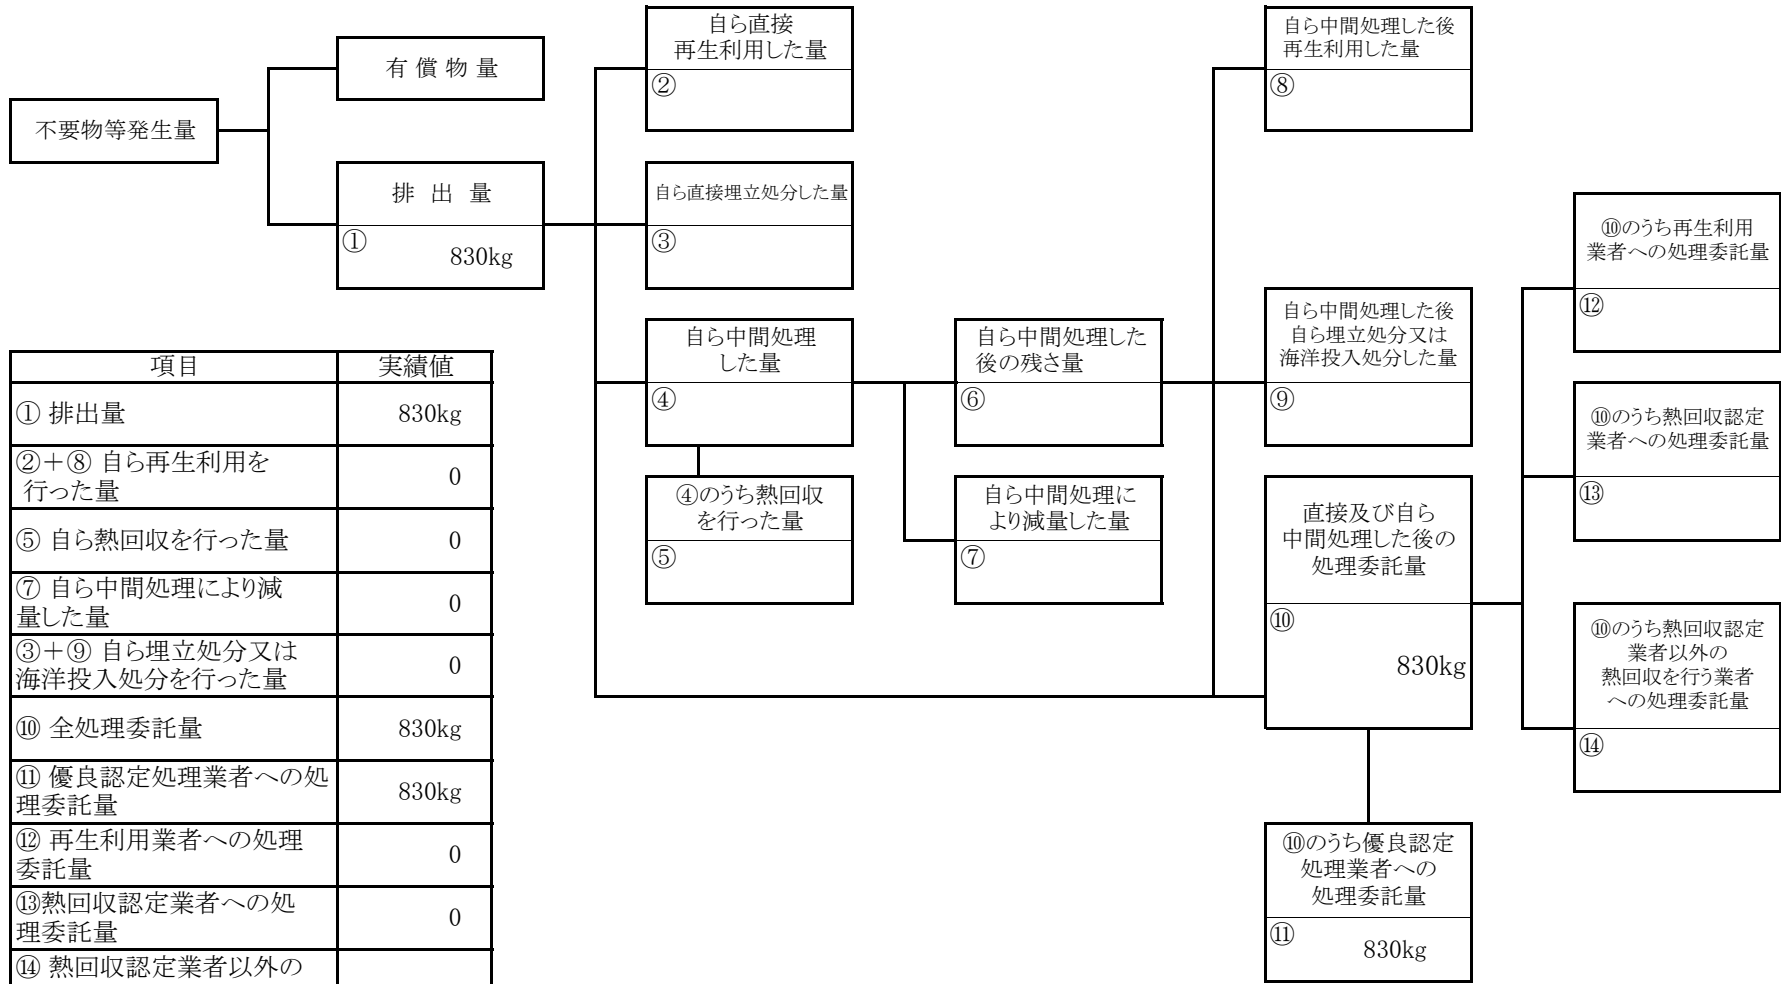 不要物等発生量
有 償 物 量
排 出 量
①
830kg
自ら直接
再生利用した量
②
自ら直接埋立処分した量
③
自ら中間処理
した量
④
④のうち熱回収
を行った量
⑤
自ら中間処理した
後の残さ量
⑥
自ら中間処理に
より減量した量
⑦
自ら中間処理した後
再生利用した量
⑧
自ら中間処理した後
自ら埋立処分又は
海洋投入処分した量
⑨
直接及び自ら
中間処理した後の
処理委託量
⑩
830kg
⑩のうち優良認定
処理業者への
処理委託量
⑪
830kg
⑩のうち再生利用
業者への処理委託量
⑫
⑩のうち熱回収認定
業者への処理委託量
⑬
⑩のうち熱回収認定
業者以外の
熱回収を行う業者
への処理委託量
⑭
項目 実績値
① 排出量 830kg
②+⑧ 自ら再生利用を
行った量 0
⑤ 自ら熱回収を行った量 0
⑦ 自ら中間処理により減
量した量 0
③+⑨ 自ら埋立処分又は
海洋投入処分を行った量 0
⑩ 全処理委託量 830kg
⑪ 優良認定処理業者への処
理委託量 830kg
⑫ 再生利用業者への処理
委託量 0
⑬熱回収認定業者への処
理委託量 0
⑭ 熱回収認定業者以外の